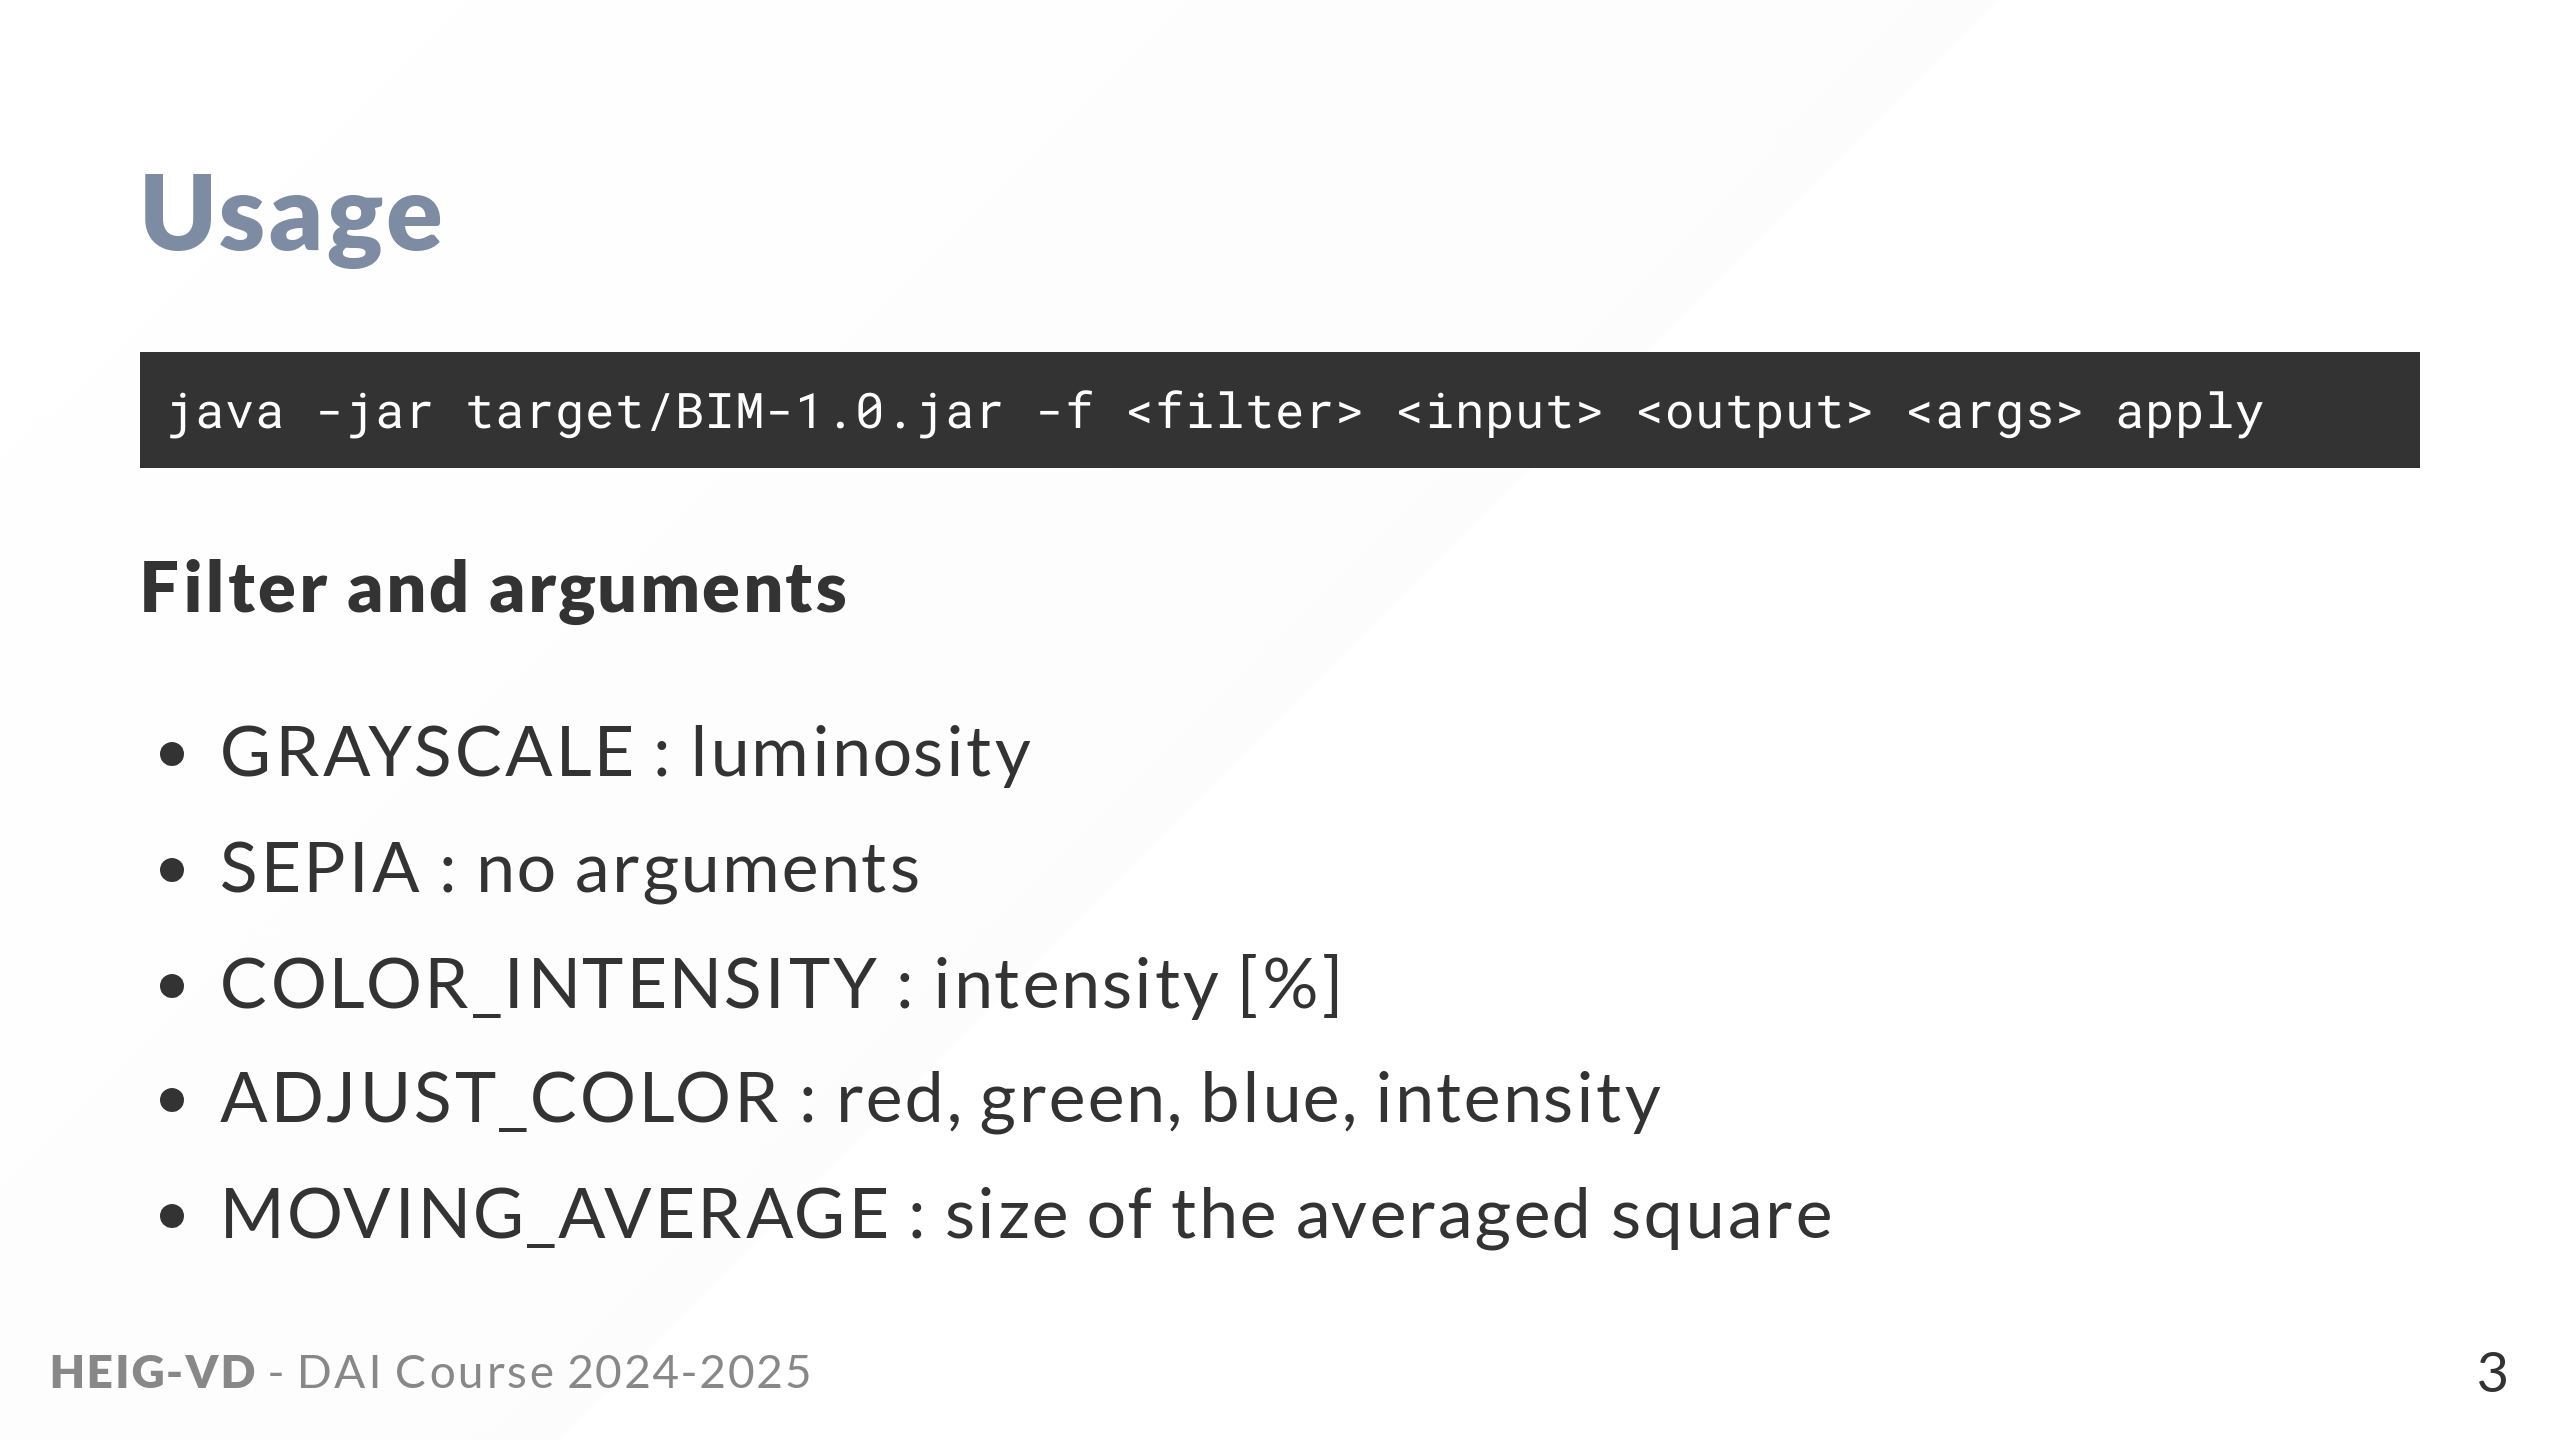 Usage
java -jar target/BIM-1.0.jar -f <filter> <input> <output> <args> apply
Filter and arguments
• GRAYSCALE : luminosity
• SEPIA : no arguments
• COLOR_INTENSITY : intensity [%]
• ADJUST_COLOR : red, green, blue, intensity
• MOVING_AVERAGE : size of the averaged square
HEIG-VD - DAI Course 2024-2025
3